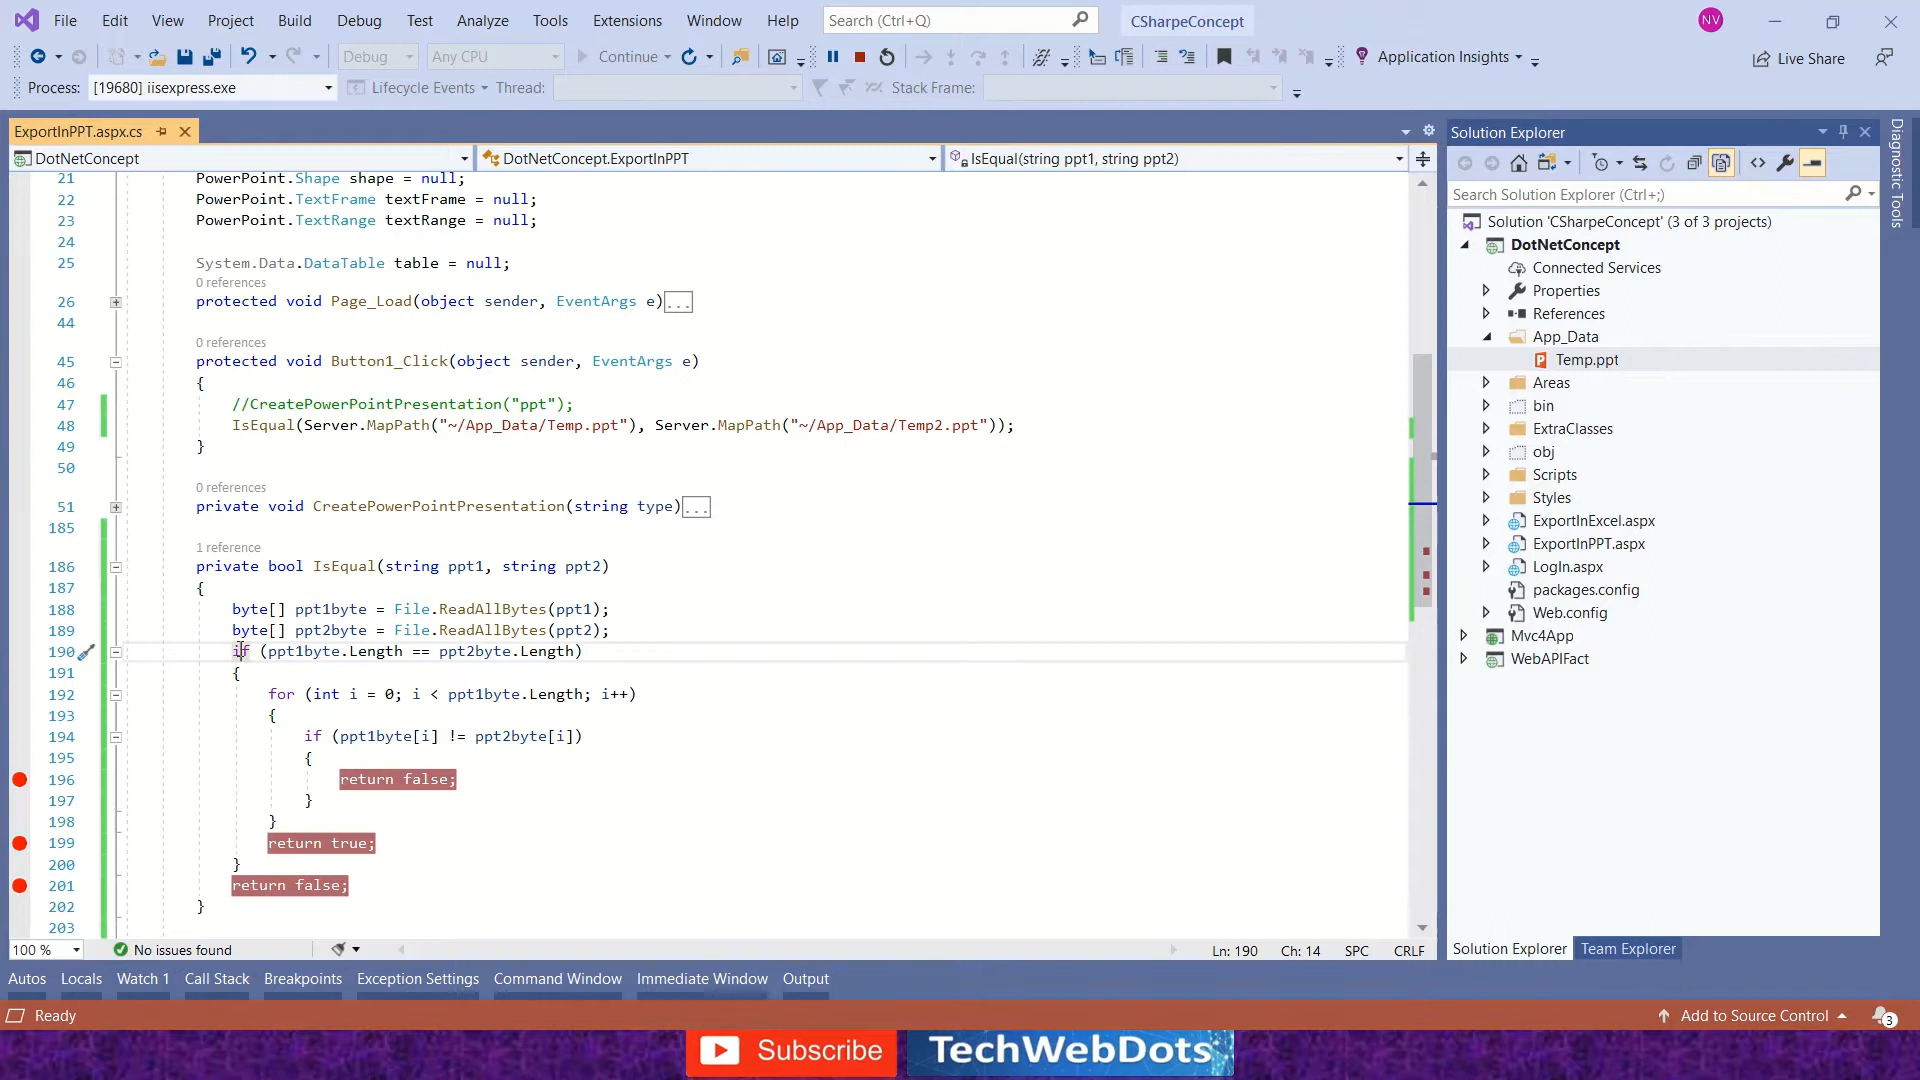 File Edit View Project Build Debug Test Analyze Tools Extensions Window Help Search (Ctrl+Q) CSharpeConcept NV
Debug Any CPU Continue Application Insights Live Share
Process: [19680] iisexpress.exe Lifecycle Events Thread: Stack Frame:
ExportInPPT.aspx.cs
DotNetConcept DotNetConcept.ExportInPPT IsEqual(string ppt1, string ppt2)
21 PowerPoint.Shape shape = null;
22 PowerPoint.TextFrame textFrame = null;
23 PowerPoint.TextRange textRange = null;
24
25 System.Data.DataTable table = null;
0 references
26 protected void Page_Load(object sender, EventArgs e)...
44
0 references
45 protected void Button1_Click(object sender, EventArgs e)
46 {
47 //CreatePowerPointPresentation("ppt");
48 IsEqual(Server.MapPath("~/App_Data/Temp.ppt"), Server.MapPath("~/App_Data/Temp2.ppt"));
49 }
50
0 references
51 private void CreatePowerPointPresentation(string type)...
185
1 reference
186 private bool IsEqual(string ppt1, string ppt2)
187 {
188 byte[] ppt1byte = File.ReadAllBytes(ppt1);
189 byte[] ppt2byte = File.ReadAllBytes(ppt2);
190 if (ppt1byte.Length == ppt2byte.Length)
191 {
192 for (int i = 0; i < ppt1byte.Length; i++)
193 {
194 if (ppt1byte[i] != ppt2byte[i])
195 {
196 return false;
197 }
198 }
199 return true;
200 }
201 return false;
202 }
203
100 % No issues found Ln: 190 Ch: 14 SPC CRLF
Solution Explorer
Search Solution Explorer (Ctrl+;)
Solution 'CSharpeConcept' (3 of 3 projects)
DotNetConcept
Connected Services
Properties
References
App_Data
Temp.ppt
Areas
bin
ExtraClasses
obj
Scripts
Styles
ExportInExcel.aspx
ExportInPPT.aspx
LogIn.aspx
packages.config
Web.config
Mvc4App
WebAPIFact
Solution Explorer Team Explorer
Diagnostic Tools
Autos Locals Watch 1 Call Stack Breakpoints Exception Settings Command Window Immediate Window Output
Ready Add to Source Control 3
Subscribe TechWebDots